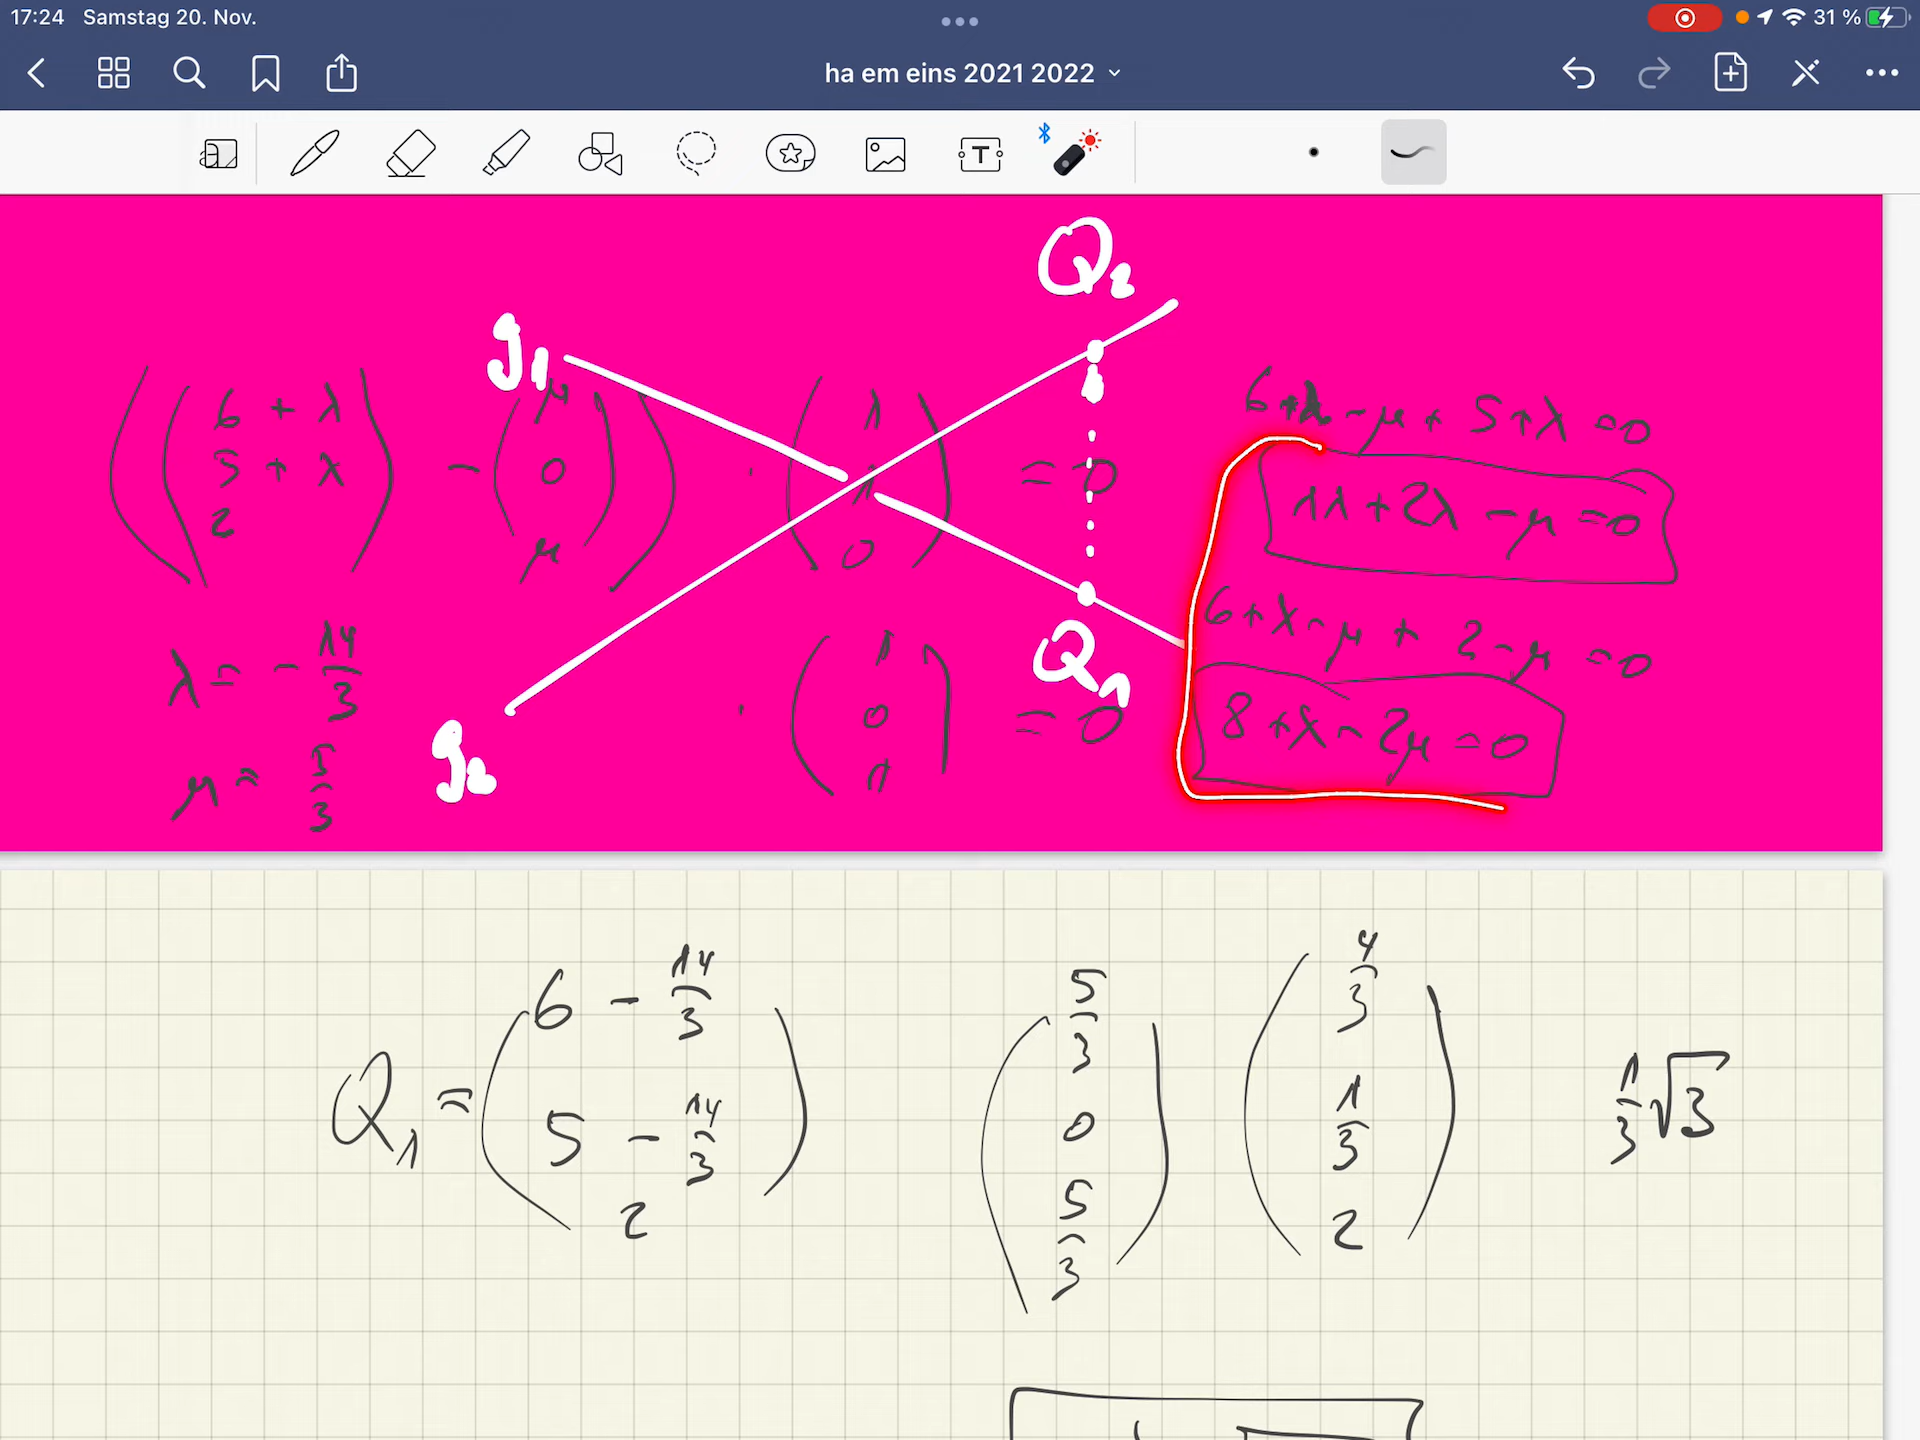 17:24 Samstag 20. Nov.
31 %
ha em eins 2021 2022
T
Q2
g1
( ( 6 + λ
5 + λ
2 ) − ( μ
0
μ ) ) · ( 1
1
0 ) = 0
6+λ − μ + 5+λ = 0
11 + 2λ − μ = 0
6+λ−μ + 2−μ = 0
8+λ−2μ = 0
λ = − 14/3
μ = 5/3
g2
· ( 1
0
1 ) = 0
Q1
Q1 = ( 6 − 14/3
5 − 14/3
2 )
( 5/3
0
5/3 )
( 4/3
1/3
2 )
1/3 √3